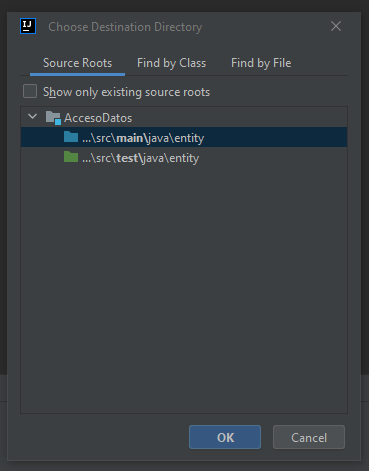 IJ Choose Destination Directory
Source Roots Find by Class Find by File
Show only existing source roots
AccesoDatos
...\src\main\java\entity
...\src\test\java\entity
OK Cancel